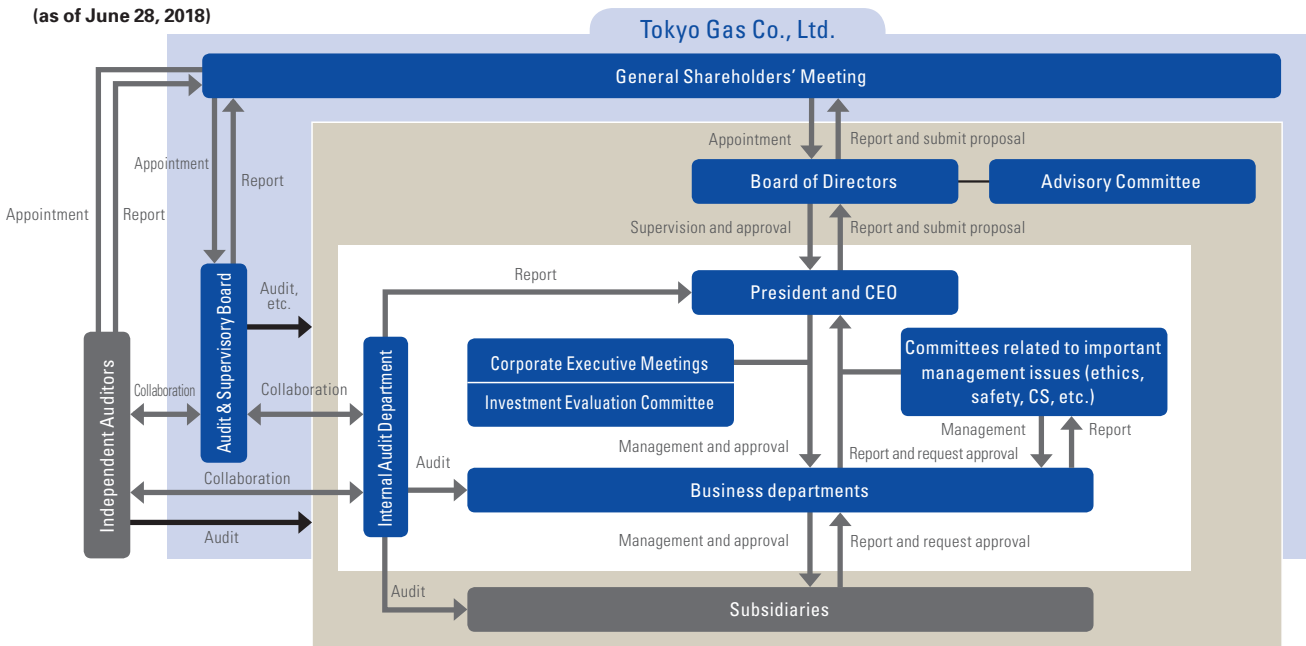 (as of June 28, 2018)
Tokyo Gas Co., Ltd.
General Shareholders’ Meeting
Appointment
Report and submit proposal
Appointment
Report
Board of Directors
Advisory Committee
Appointment
Report
Supervision and approval
Report and submit proposal
Report
President and CEO
Audit & Supervisory Board
Audit,
etc.
Independent Auditors
Internal Audit Department
Corporate Executive Meetings
Investment Evaluation Committee
Committees related to important
management issues (ethics,
safety, CS, etc.)
Collaboration
Collaboration
Management
Report
Management and approval
Report and request approval
Collaboration
Audit
Business departments
Audit
Management and approval
Report and request approval
Audit
Subsidiaries